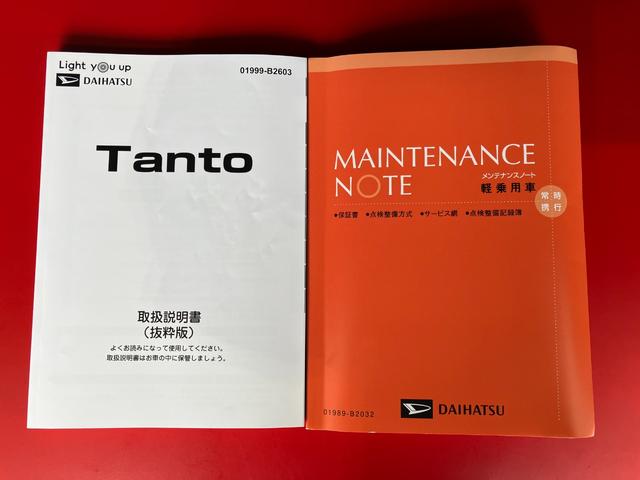 Light you up
DAIHATSU
01999-B2603
Tanto
取扱説明書
(抜粋版)
よくお読みになって使用してください。
取扱説明書はお車の中に保管しましょう。
MAINTENANCE
NOTE
メンテナンスノート
軽乗用車
常時
携行
●保証書 ●点検整備方式 ●サービス網 ●点検整備記録簿
01989-B2032
DAIHATSU